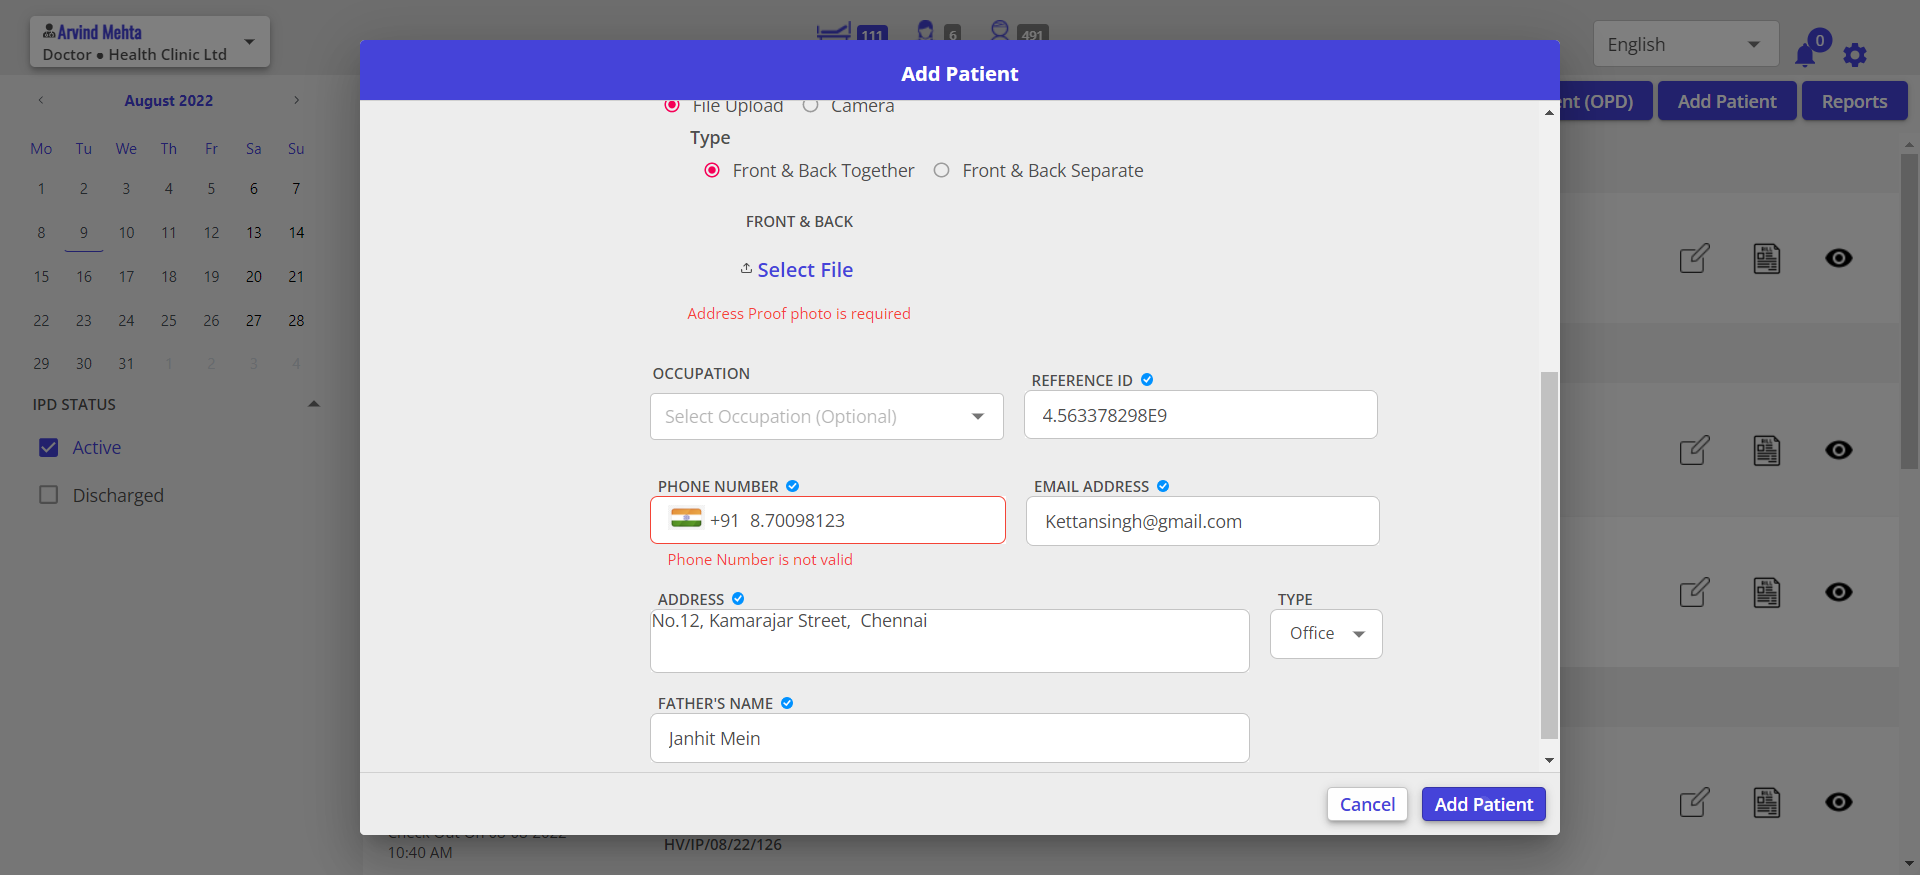 Arvind Mehta
Doctor ● Health Clinic Ltd
111
6
491
English
0
Add Patient
nt (OPD)
Add Patient
Reports
August 2022
Mo Tu We Th Fr Sa Su
1 2 3 4 5 6 7
8 9 10 11 12 13 14
15 16 17 18 19 20 21
22 23 24 25 26 27 28
29 30 31 1 2 3 4
IPD STATUS
Active
Discharged
File Upload Camera
Type
Front & Back Together Front & Back Separate
FRONT & BACK
Select File
Address Proof photo is required
OCCUPATION
Select Occupation (Optional)
REFERENCE ID
4.563378298E9
PHONE NUMBER
+91 8.70098123
Phone Number is not valid
EMAIL ADDRESS
Kettansingh@gmail.com
ADDRESS
No.12, Kamarajar Street,  Chennai
TYPE
Office
FATHER'S NAME
Janhit Mein
Cancel
Add Patient
10:40 AM
HV/IP/08/22/126
BILL
BILL
BILL
BILL